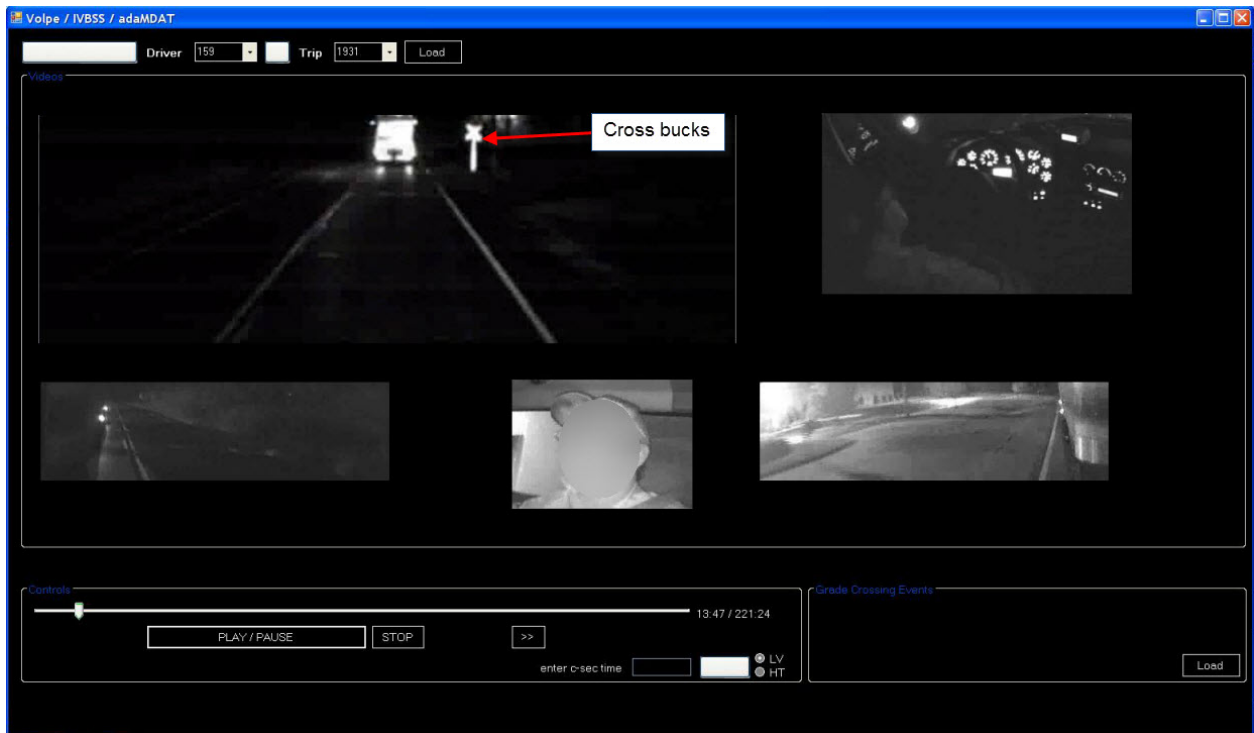 Volpe / IVBSS / adaMDAT
Driver 159 Trip 1931 Load
Videos
Cross bucks
Controls
13:47 / 221:24
PLAY / PAUSE STOP >>
enter c-sec time LV
HT
Grade Crossing Events
Load